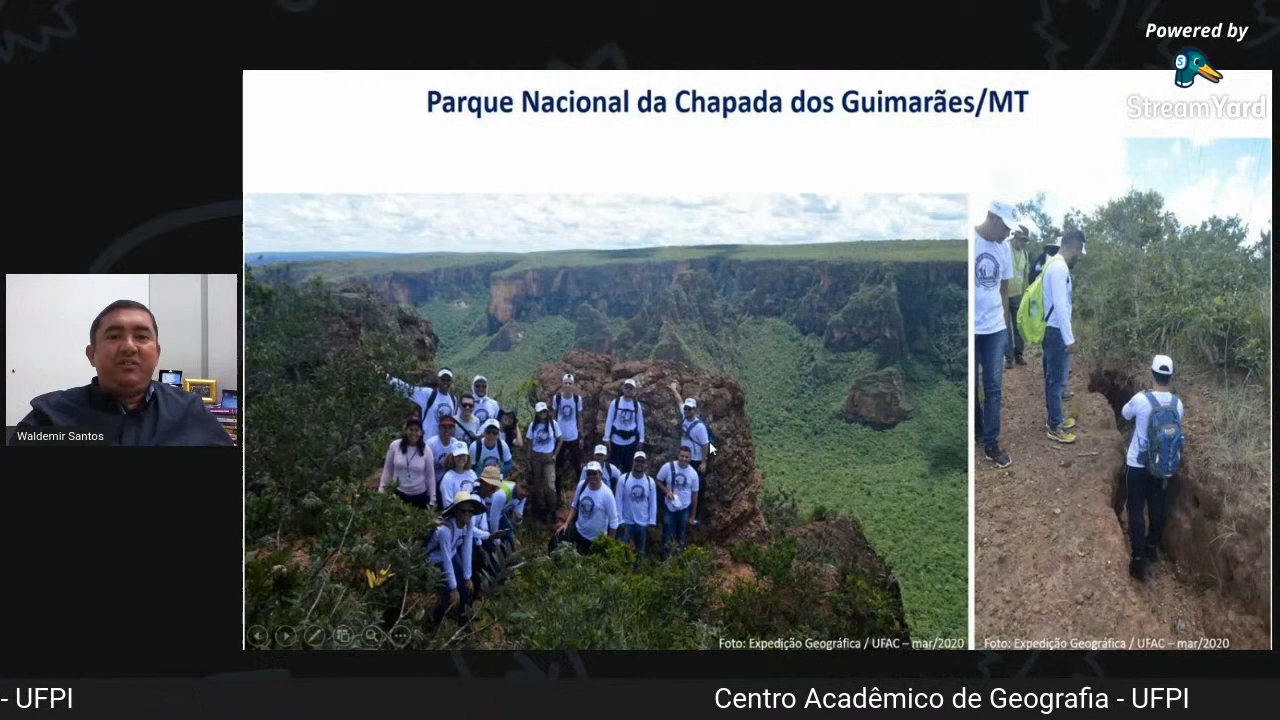 Powered by
StreamYard
Parque Nacional da Chapada dos Guimarães/MT
Waldemir Santos
Foto: Expedição Geográfica / UFAC – mar/2020
Foto: Expedição Geográfica / UFAC – mar/2020
- UFPI
Centro Acadêmico de Geografia - UFPI